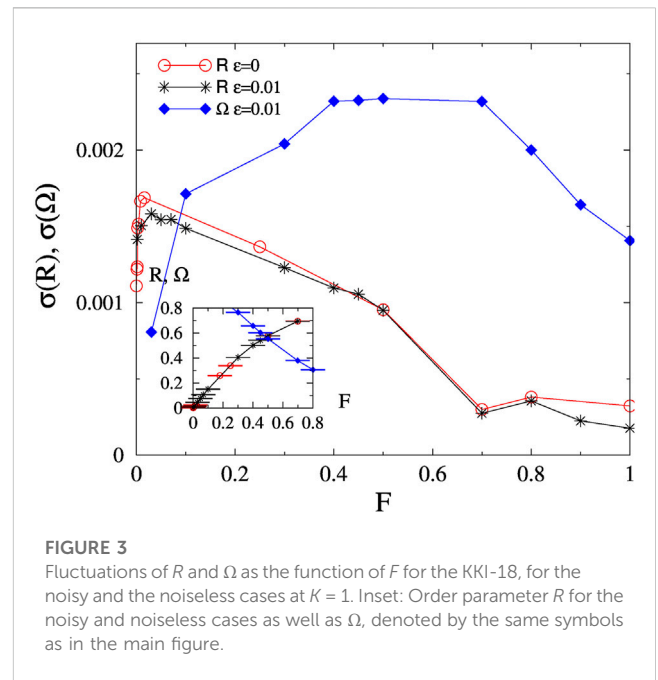 R ε=0
R ε=0.01
Ω ε=0.01
σ(R), σ(Ω)
0.002
0.001
0
0 0.2 0.4 0.6 0.8 1
F
R, Ω
0.8
0.6
0.4
0.2
0
0 0.2 0.4 0.6 0.8
F
FIGURE 3
Fluctuations of R and Ω as the function of F for the KKI-18, for the
noisy and the noiseless cases at K = 1. Inset: Order parameter R for the
noisy and noiseless cases as well as Ω, denoted by the same symbols
as in the main figure.